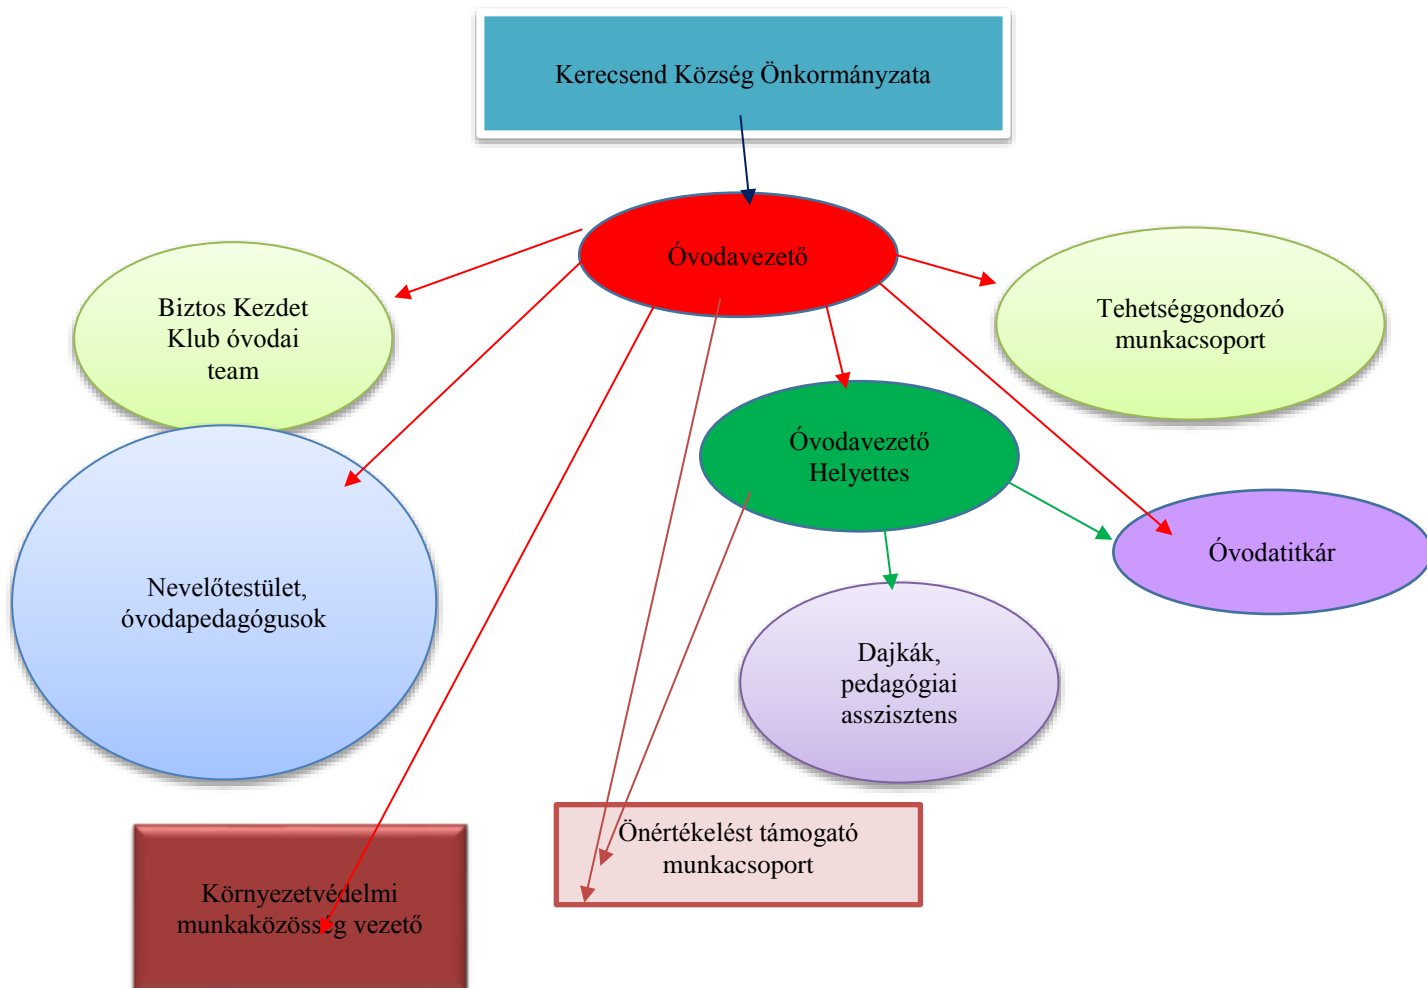 Kerecsend Község Önkormányzata
Óvodavezető
Biztos Kezdet
Klub óvodai
team
Tehetséggondozó
munkacsoport
Óvodavezető
Helyettes
Óvodatitkár
Nevelőtestület,
óvodapedagógusok
Dajkák,
pedagógiai
asszisztens
Önértékelést támogató
munkacsoport
Környezetvédelmi
munkaközösség vezető